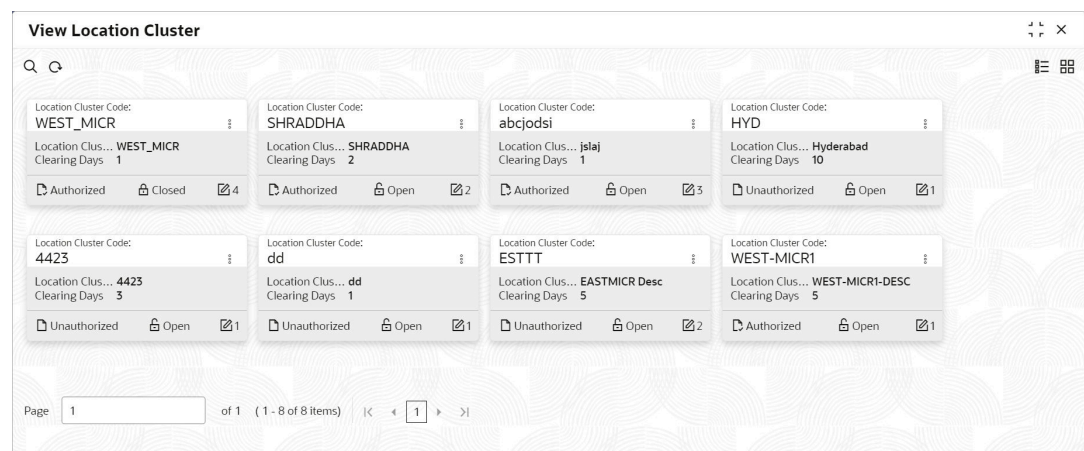 View Location Cluster
Location Cluster Code:
WEST_MICR
Location Clus... WEST_MICR
Clearing Days 1
Authorized Closed 4
Location Cluster Code:
SHRADDHA
Location Clus... SHRADDHA
Clearing Days 2
Authorized Open 2
Location Cluster Code:
abcjodsi
Location Clus... jslaj
Clearing Days 1
Authorized Open 3
Location Cluster Code:
HYD
Location Clus... Hyderabad
Clearing Days 10
Unauthorized Open 1
Location Cluster Code:
4423
Location Clus... 4423
Clearing Days 3
Unauthorized Open 1
Location Cluster Code:
dd
Location Clus... dd
Clearing Days 1
Unauthorized Open 1
Location Cluster Code:
ESTTT
Location Clus... EASTMICR Desc
Clearing Days 5
Unauthorized Open 2
Location Cluster Code:
WEST-MICR1
Location Clus... WEST-MICR1-DESC
Clearing Days 5
Authorized Open 1
Page 1 of 1 ( 1 - 8 of 8 items) 1